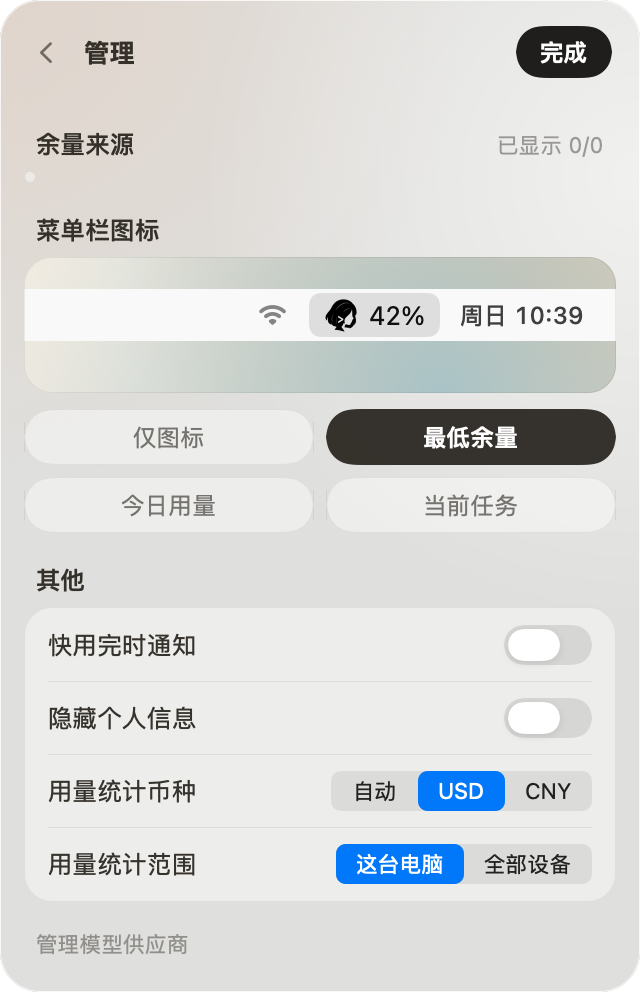 管理 完成
余量来源 已显示 0/0
菜单栏图标
42% 周日 10:39
仅图标 最低余量
今日用量 当前任务
其他
快用完时通知
隐藏个人信息
用量统计币种 自动 USD CNY
用量统计范围 这台电脑 全部设备
管理模型供应商